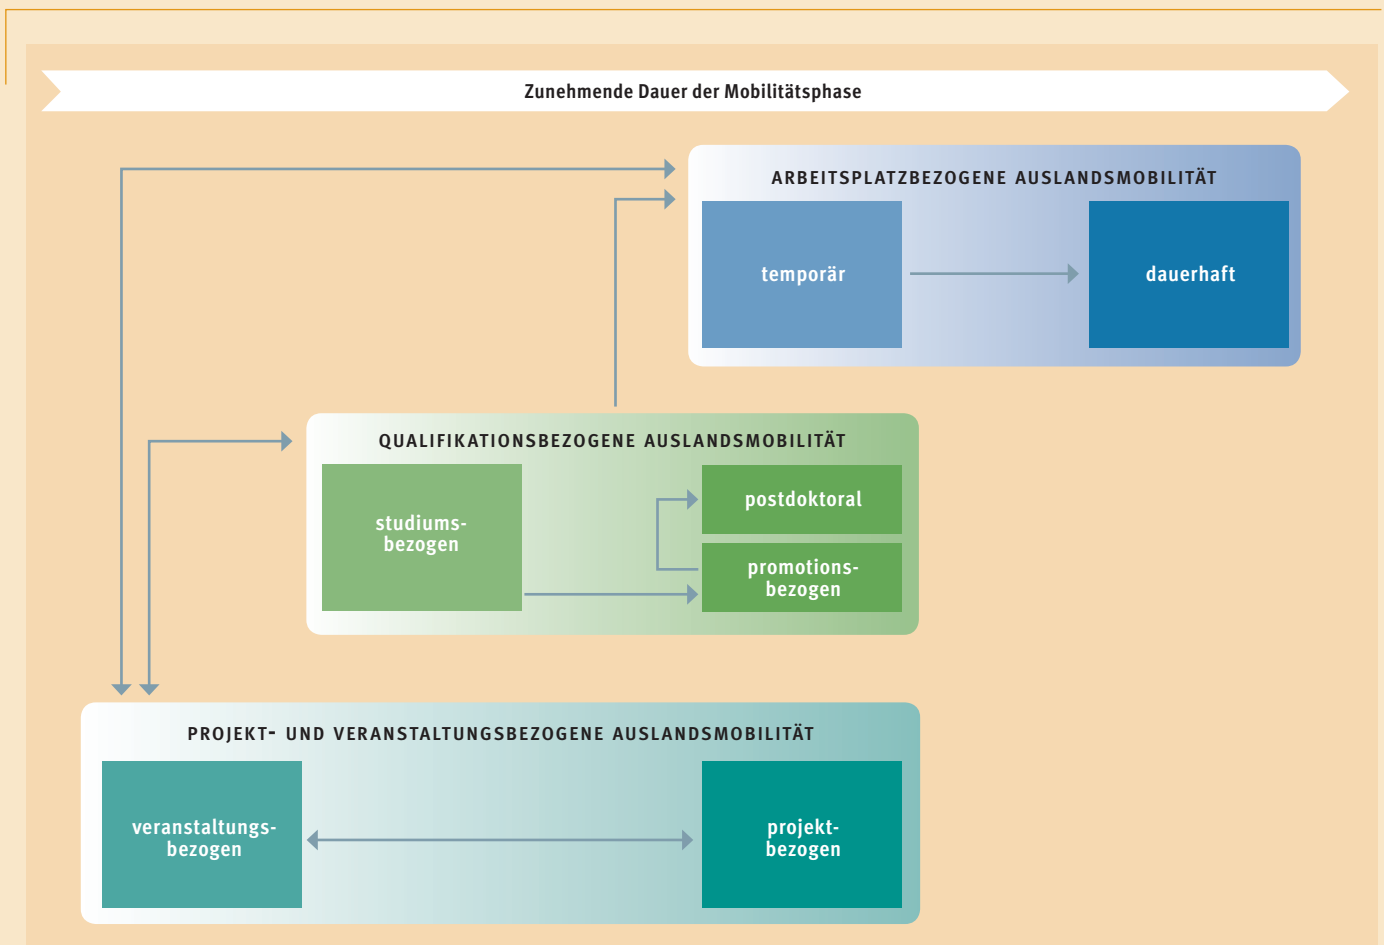 Zunehmende Dauer der Mobilitätsphase
ARBEITSPLATZBEZOGENE AUSLANDSMOBILITÄT
temporär
dauerhaft
QUALIFIKATIONSBEZOGENE AUSLANDSMOBILITÄT
studiums-
bezogen
postdoktoral
promotions-
bezogen
PROJEKT- UND VERANSTALTUNGSBEZOGENE AUSLANDSMOBILITÄT
veranstaltungs-
bezogen
projekt-
bezogen